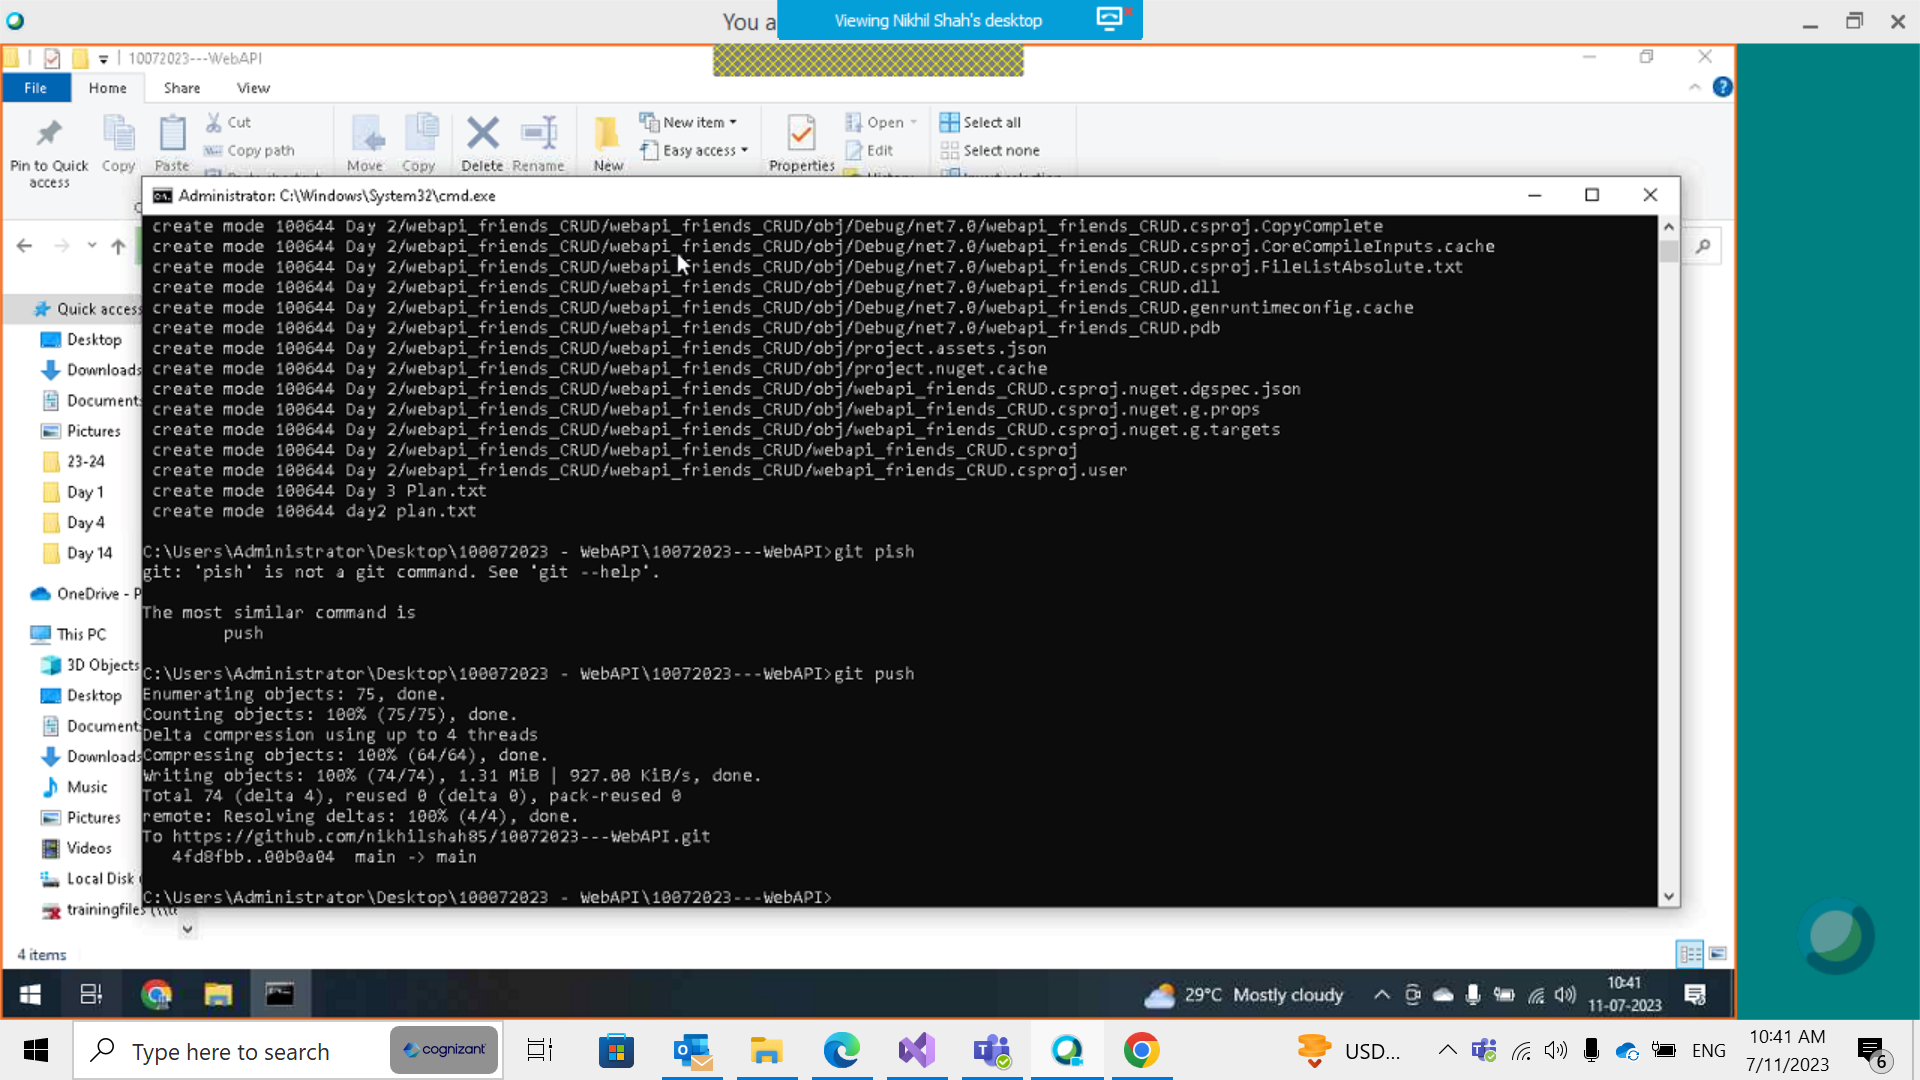 You a
Viewing Nikhil Shah's desktop
10072023---WebAPI
File
Home
Share
View
Pin to Quick access
Copy
Paste
Cut
Copy path
Move
Copy
Delete
Rename
New
New item
Easy access
Properties
Open
Edit
Select all
Select none
Administrator: C:\Windows\System32\cmd.exe
create mode 100644 Day 2/webapi_friends_CRUD/webapi_friends_CRUD/obj/Debug/net7.0/webapi_friends_CRUD.csproj.CopyComplete
create mode 100644 Day 2/webapi_friends_CRUD/webapi_friends_CRUD/obj/Debug/net7.0/webapi_friends_CRUD.csproj.CoreCompileInputs.cache
create mode 100644 Day 2/webapi_friends_CRUD/webapi_friends_CRUD/obj/Debug/net7.0/webapi_friends_CRUD.csproj.FileListAbsolute.txt
create mode 100644 Day 2/webapi_friends_CRUD/webapi_friends_CRUD/obj/Debug/net7.0/webapi_friends_CRUD.dll
create mode 100644 Day 2/webapi_friends_CRUD/webapi_friends_CRUD/obj/Debug/net7.0/webapi_friends_CRUD.genruntimeconfig.cache
create mode 100644 Day 2/webapi_friends_CRUD/webapi_friends_CRUD/obj/Debug/net7.0/webapi_friends_CRUD.pdb
create mode 100644 Day 2/webapi_friends_CRUD/webapi_friends_CRUD/obj/project.assets.json
create mode 100644 Day 2/webapi_friends_CRUD/webapi_friends_CRUD/obj/project.nuget.cache
create mode 100644 Day 2/webapi_friends_CRUD/webapi_friends_CRUD/obj/webapi_friends_CRUD.csproj.nuget.dgspec.json
create mode 100644 Day 2/webapi_friends_CRUD/webapi_friends_CRUD/obj/webapi_friends_CRUD.csproj.nuget.g.props
create mode 100644 Day 2/webapi_friends_CRUD/webapi_friends_CRUD/obj/webapi_friends_CRUD.csproj.nuget.g.targets
create mode 100644 Day 2/webapi_friends_CRUD/webapi_friends_CRUD/webapi_friends_CRUD.csproj
create mode 100644 Day 2/webapi_friends_CRUD/webapi_friends_CRUD/webapi_friends_CRUD.csproj.user
create mode 100644 Day 3 Plan.txt
create mode 100644 day2 plan.txt
C:\Users\Administrator\Desktop\100072023 - WebAPI\10072023---WebAPI>git pish
git: 'pish' is not a git command. See 'git --help'.
The most similar command is
push
C:\Users\Administrator\Desktop\100072023 - WebAPI\10072023---WebAPI>git push
Enumerating objects: 75, done.
Counting objects: 100% (75/75), done.
Delta compression using up to 4 threads
Compressing objects: 100% (64/64), done.
Writing objects: 100% (74/74), 1.31 MiB | 927.00 KiB/s, done.
Total 74 (delta 4), reused 0 (delta 0), pack-reused 0
remote: Resolving deltas: 100% (4/4), done.
To https://github.com/nikhilshah85/10072023---WebAPI.git
4fd8fbb..00b0a04  main -> main
C:\Users\Administrator\Desktop\100072023 - WebAPI\10072023---WebAPI>
Quick access
Desktop
Downloads
Document
Pictures
23-24
Day 1
Day 4
Day 14
OneDrive - P
This PC
3D Objects
Desktop
Document
Downloads
Music
Pictures
Videos
Local Disk
trainingfiles (\\
4 items
29°C Mostly cloudy
10:41
11-07-2023
Type here to search
cognizant
USD...
ENG
10:41 AM
7/11/2023
6